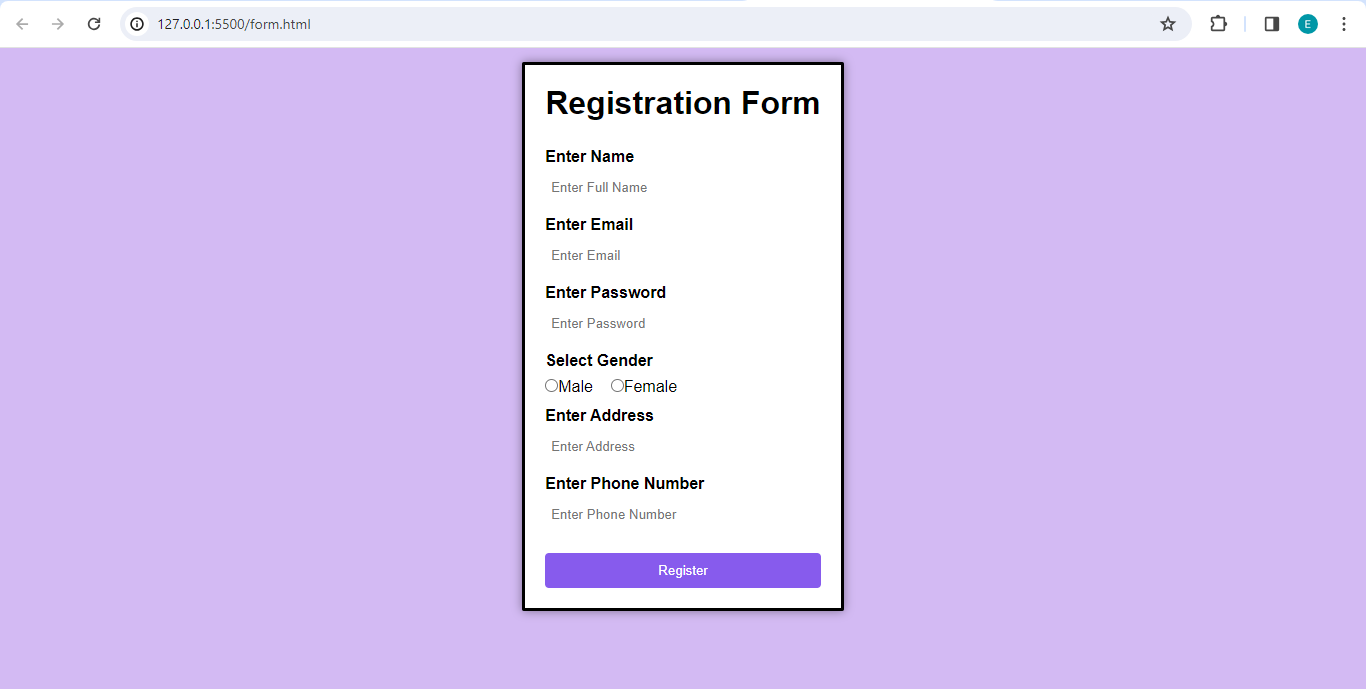 127.0.0.1:5500/form.html
E
Registration Form
Enter Name
Enter Full Name
Enter Email
Enter Email
Enter Password
Enter Password
Select Gender
Male Female
Enter Address
Enter Address
Enter Phone Number
Enter Phone Number
Register